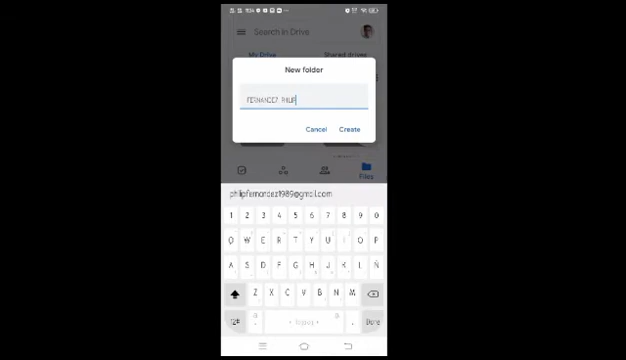 Search in Drive
My Drive Shared drives
New folder
FERNANDEZ PHILIP
Cancel Create
Files
philipfernandez1989@gmail.com
1 2 3 4 5 6 7 8 9 0
Q W E R T Y U I O P
A S D F G H J K L Ñ
Z X C V B N M
Done